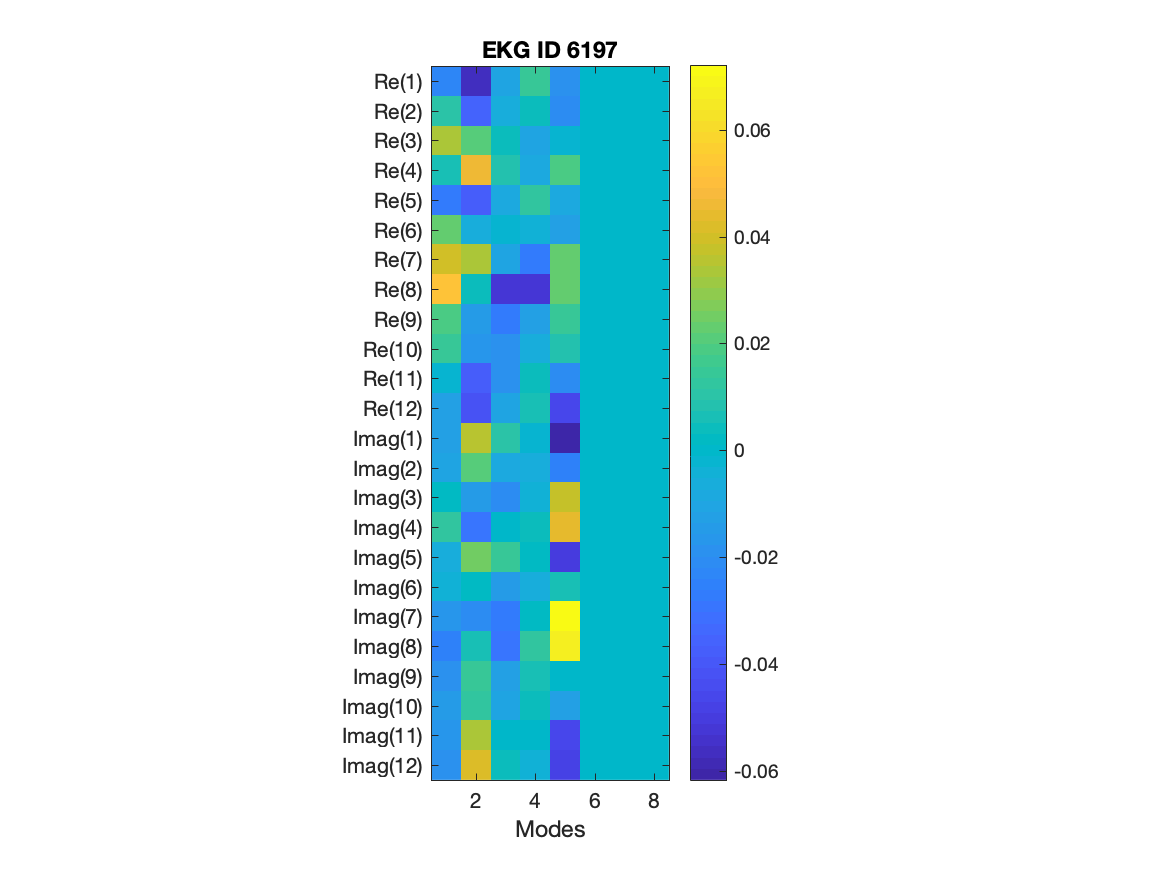 EKG ID 6197
Re(1)
Re(2)
Re(3)
Re(4)
Re(5)
Re(6)
Re(7)
Re(8)
Re(9)
Re(10)
Re(11)
Re(12)
Imag(1)
Imag(2)
Imag(3)
Imag(4)
Imag(5)
Imag(6)
Imag(7)
Imag(8)
Imag(9)
Imag(10)
Imag(11)
Imag(12)
2 4 6 8
Modes
0.06
0.04
0.02
0
-0.02
-0.04
-0.06